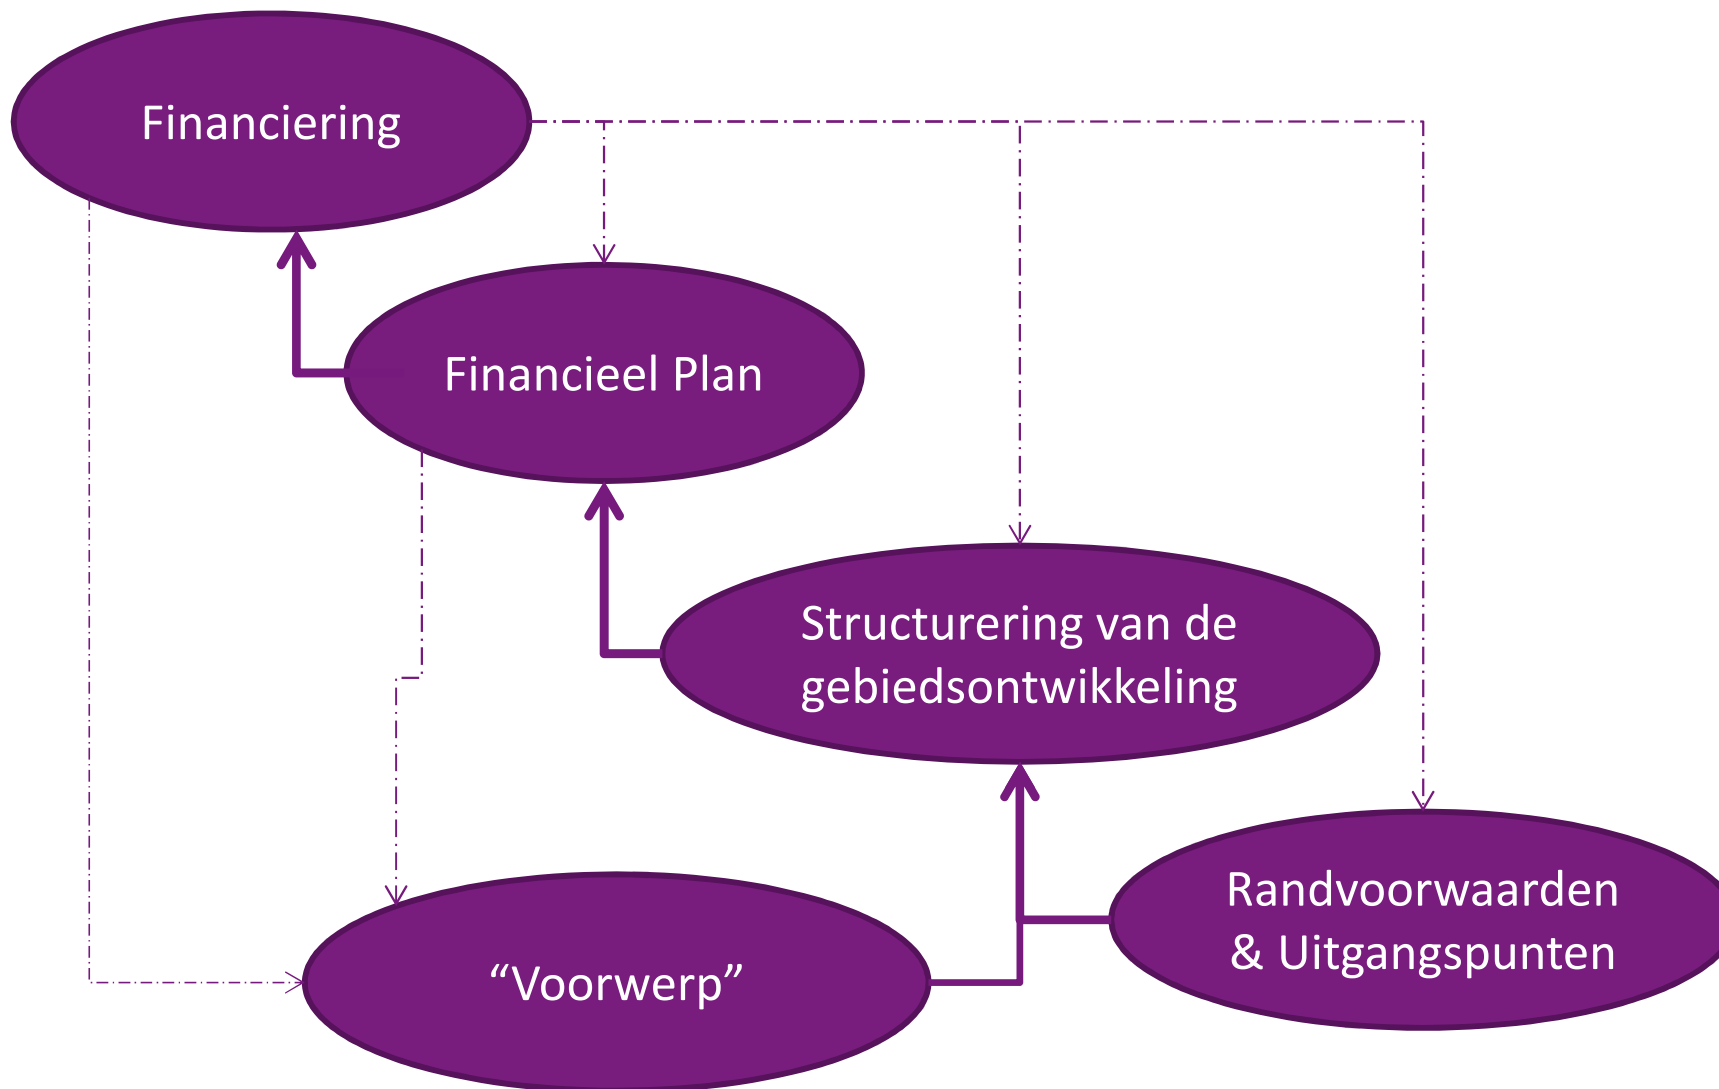 Financiering
Financieel Plan
Structurering van de
gebiedsontwikkeling
Randvoorwaarden
& Uitgangspunten
“Voorwerp”